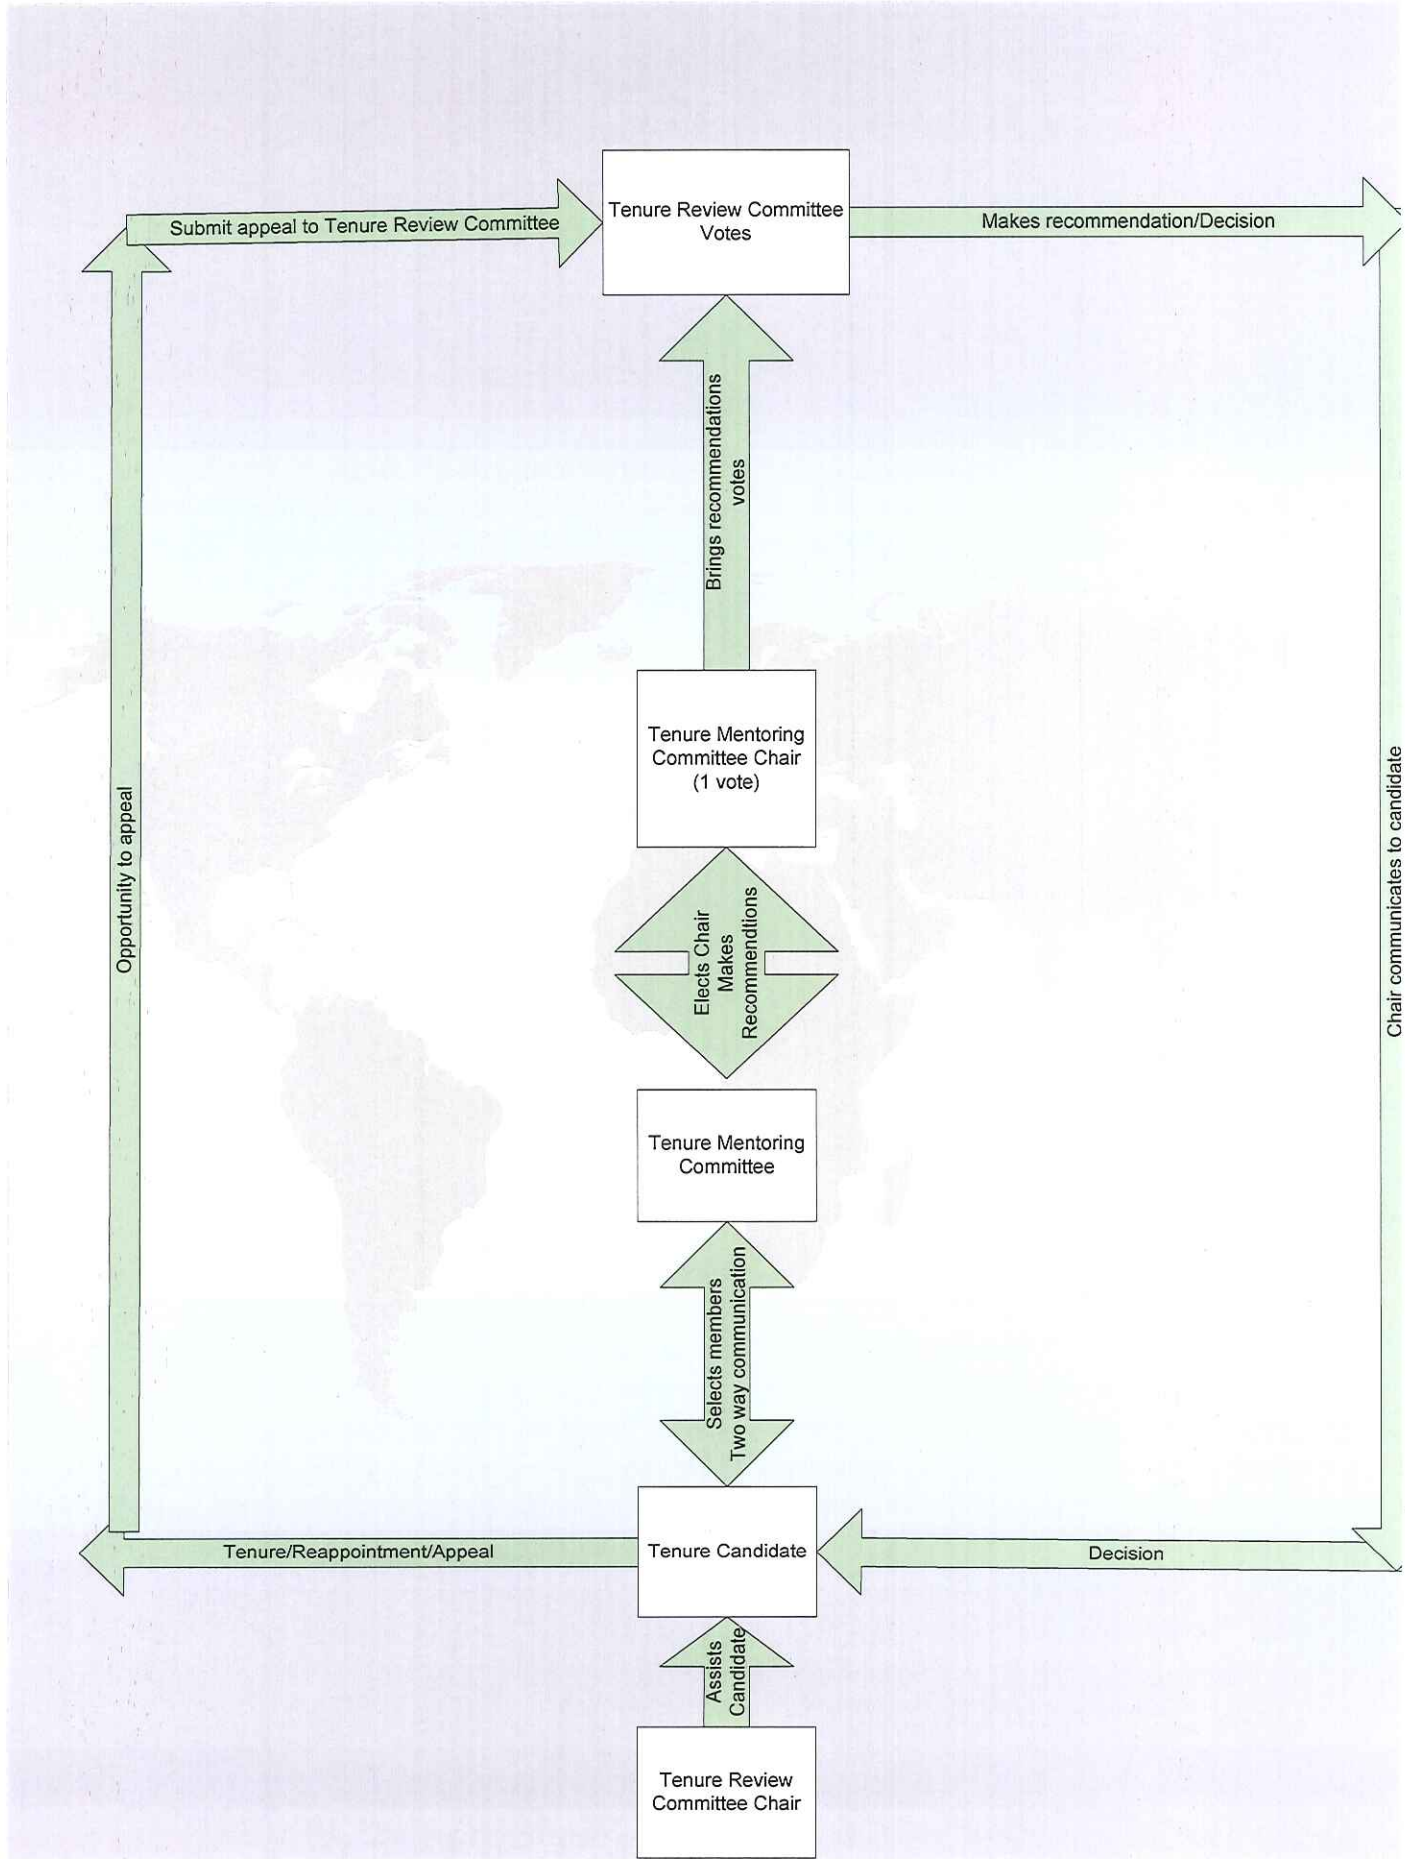 Tenure Review Committee
Votes
Submit appeal to Tenure Review Committee
Makes recommendation/Decision
Brings recommendations
votes
Tenure Mentoring
Committee Chair
(1 vote)
Opportunity to appeal
Chair communicates to candidate
Elects Chair
Makes
Recommendtions
Tenure Mentoring
Committee
Selects members
Two way communication
Tenure/Reappointment/Appeal
Tenure Candidate
Decision
Assists
Candidate
Tenure Review
Committee Chair